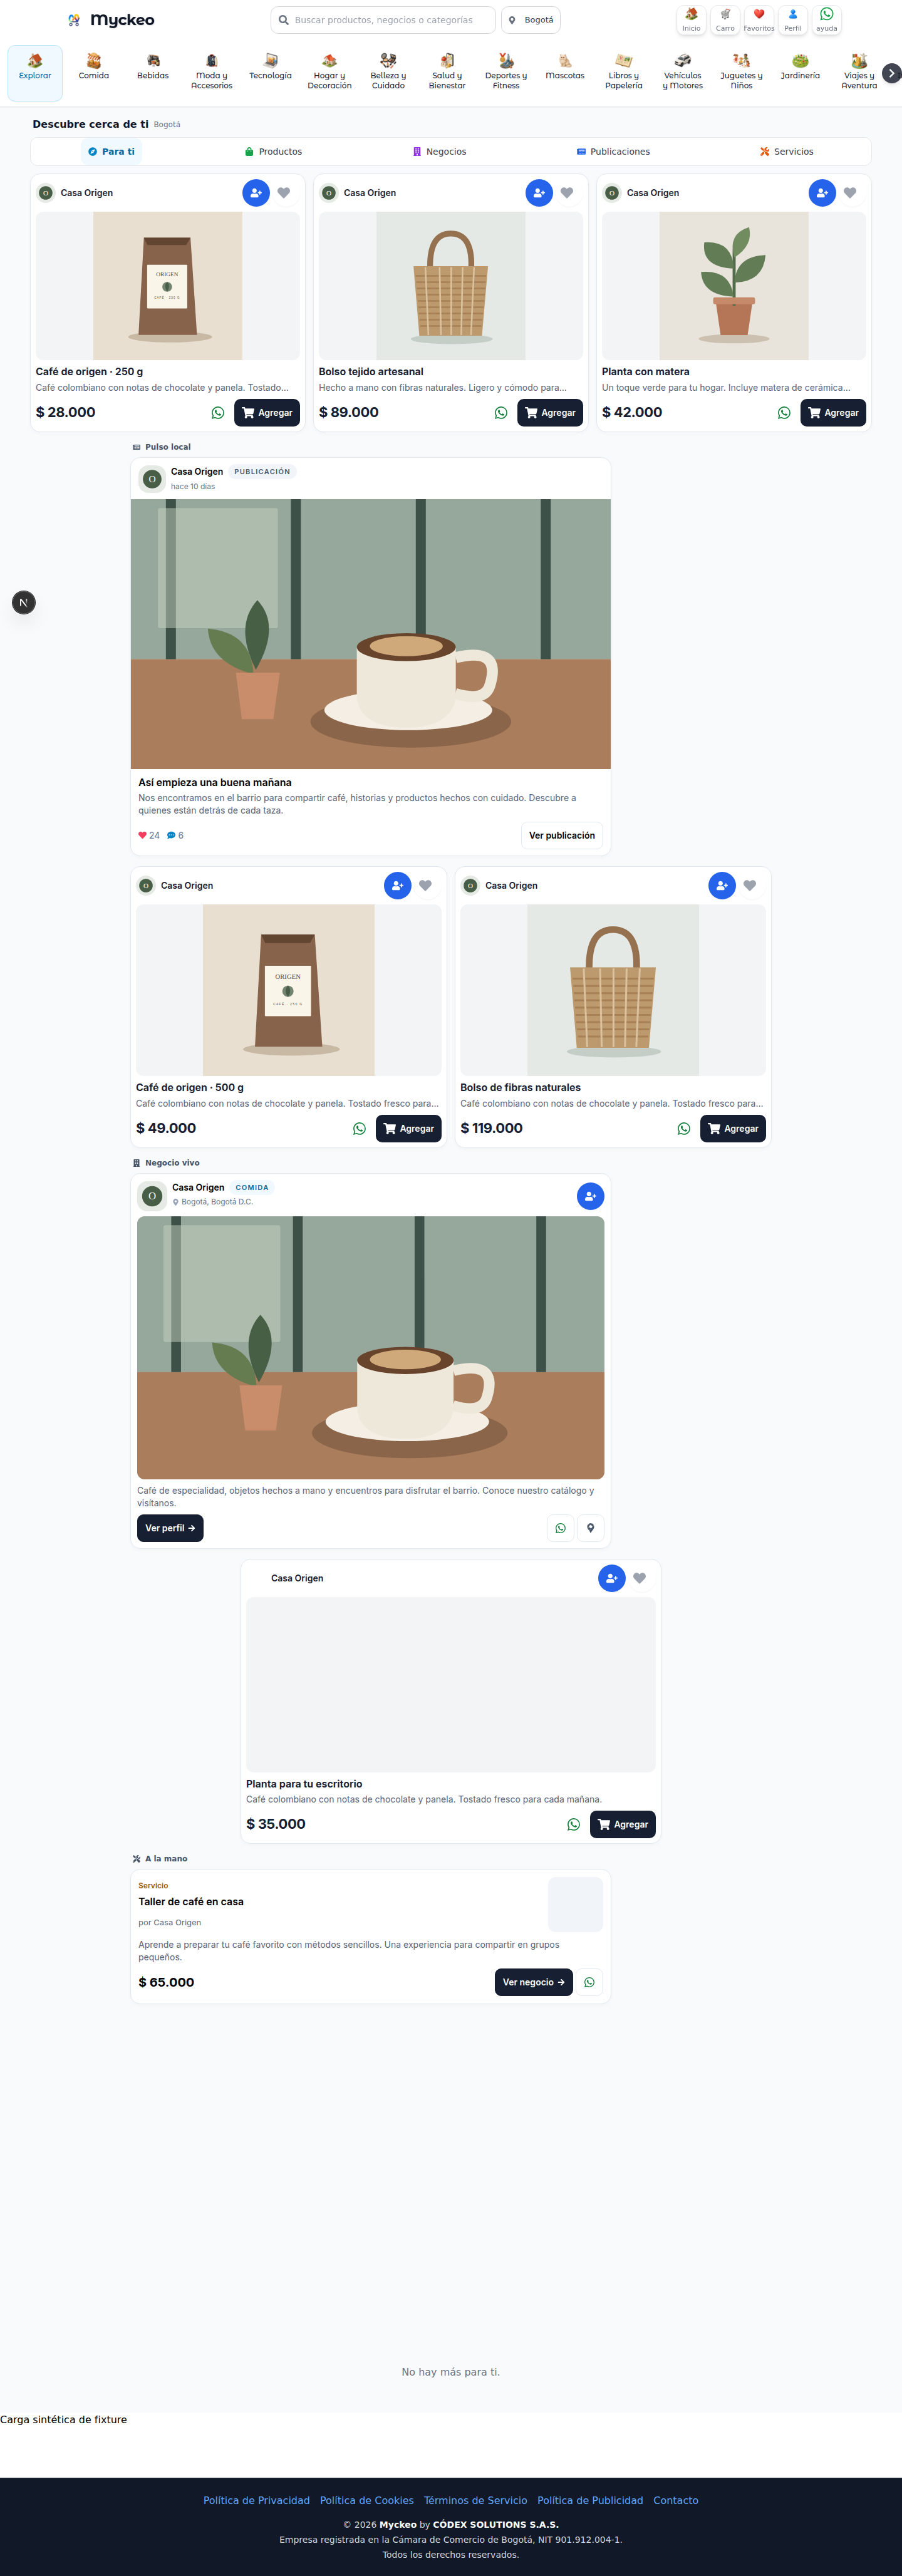 Myckeo
Buscar productos, negocios o categorías
Bogotá
Inicio
Carro
Favoritos
Perfil
ayuda
Explorar
Comida
Bebidas
Moda y
Accesorios
Tecnología
Hogar y
Decoración
Belleza y
Cuidado
Salud y
Bienestar
Deportes y
Fitness
Mascotas
Libros y
Papelería
Vehículos
y Motores
Juguetes y
Niños
Jardinería
Viajes y
Aventura
Descubre cerca de ti Bogotá
Para ti
Productos
Negocios
Publicaciones
Servicios
O Casa Origen
ORIGEN
CAFÉ · 250 G
Café de origen · 250 g
Café colombiano con notas de chocolate y panela. Tostado...
$ 28.000
Agregar
O Casa Origen
Bolso tejido artesanal
Hecho a mano con fibras naturales. Ligero y cómodo para...
$ 89.000
Agregar
O Casa Origen
Planta con matera
Un toque verde para tu hogar. Incluye matera de cerámica...
$ 42.000
Agregar
Pulso local
O Casa Origen PUBLICACIÓN
hace 10 días
Así empieza una buena mañana
Nos encontramos en el barrio para compartir café, historias y productos hechos con cuidado. Descubre a
quienes están detrás de cada taza.
24 6
Ver publicación
N
O Casa Origen
ORIGEN
CAFÉ · 250 G
Café de origen · 500 g
Café colombiano con notas de chocolate y panela. Tostado fresco para...
$ 49.000
Agregar
O Casa Origen
Bolso de fibras naturales
Café colombiano con notas de chocolate y panela. Tostado fresco para...
$ 119.000
Agregar
Negocio vivo
O Casa Origen COMIDA
Bogotá, Bogotá D.C.
Café de especialidad, objetos hechos a mano y encuentros para disfrutar el barrio. Conoce nuestro catálogo y
visítanos.
Ver perfil →
Casa Origen
Planta para tu escritorio
Café colombiano con notas de chocolate y panela. Tostado fresco para cada mañana.
$ 35.000
Agregar
A la mano
Servicio
Taller de café en casa
por Casa Origen
Aprende a preparar tu café favorito con métodos sencillos. Una experiencia para compartir en grupos
pequeños.
$ 65.000
Ver negocio →
No hay más para ti.
Carga sintética de fixture
Política de Privacidad Política de Cookies Términos de Servicio Política de Publicidad Contacto
© 2026 Myckeo by CÓDEX SOLUTIONS S.A.S.
Empresa registrada en la Cámara de Comercio de Bogotá, NIT 901.912.004-1.
Todos los derechos reservados.